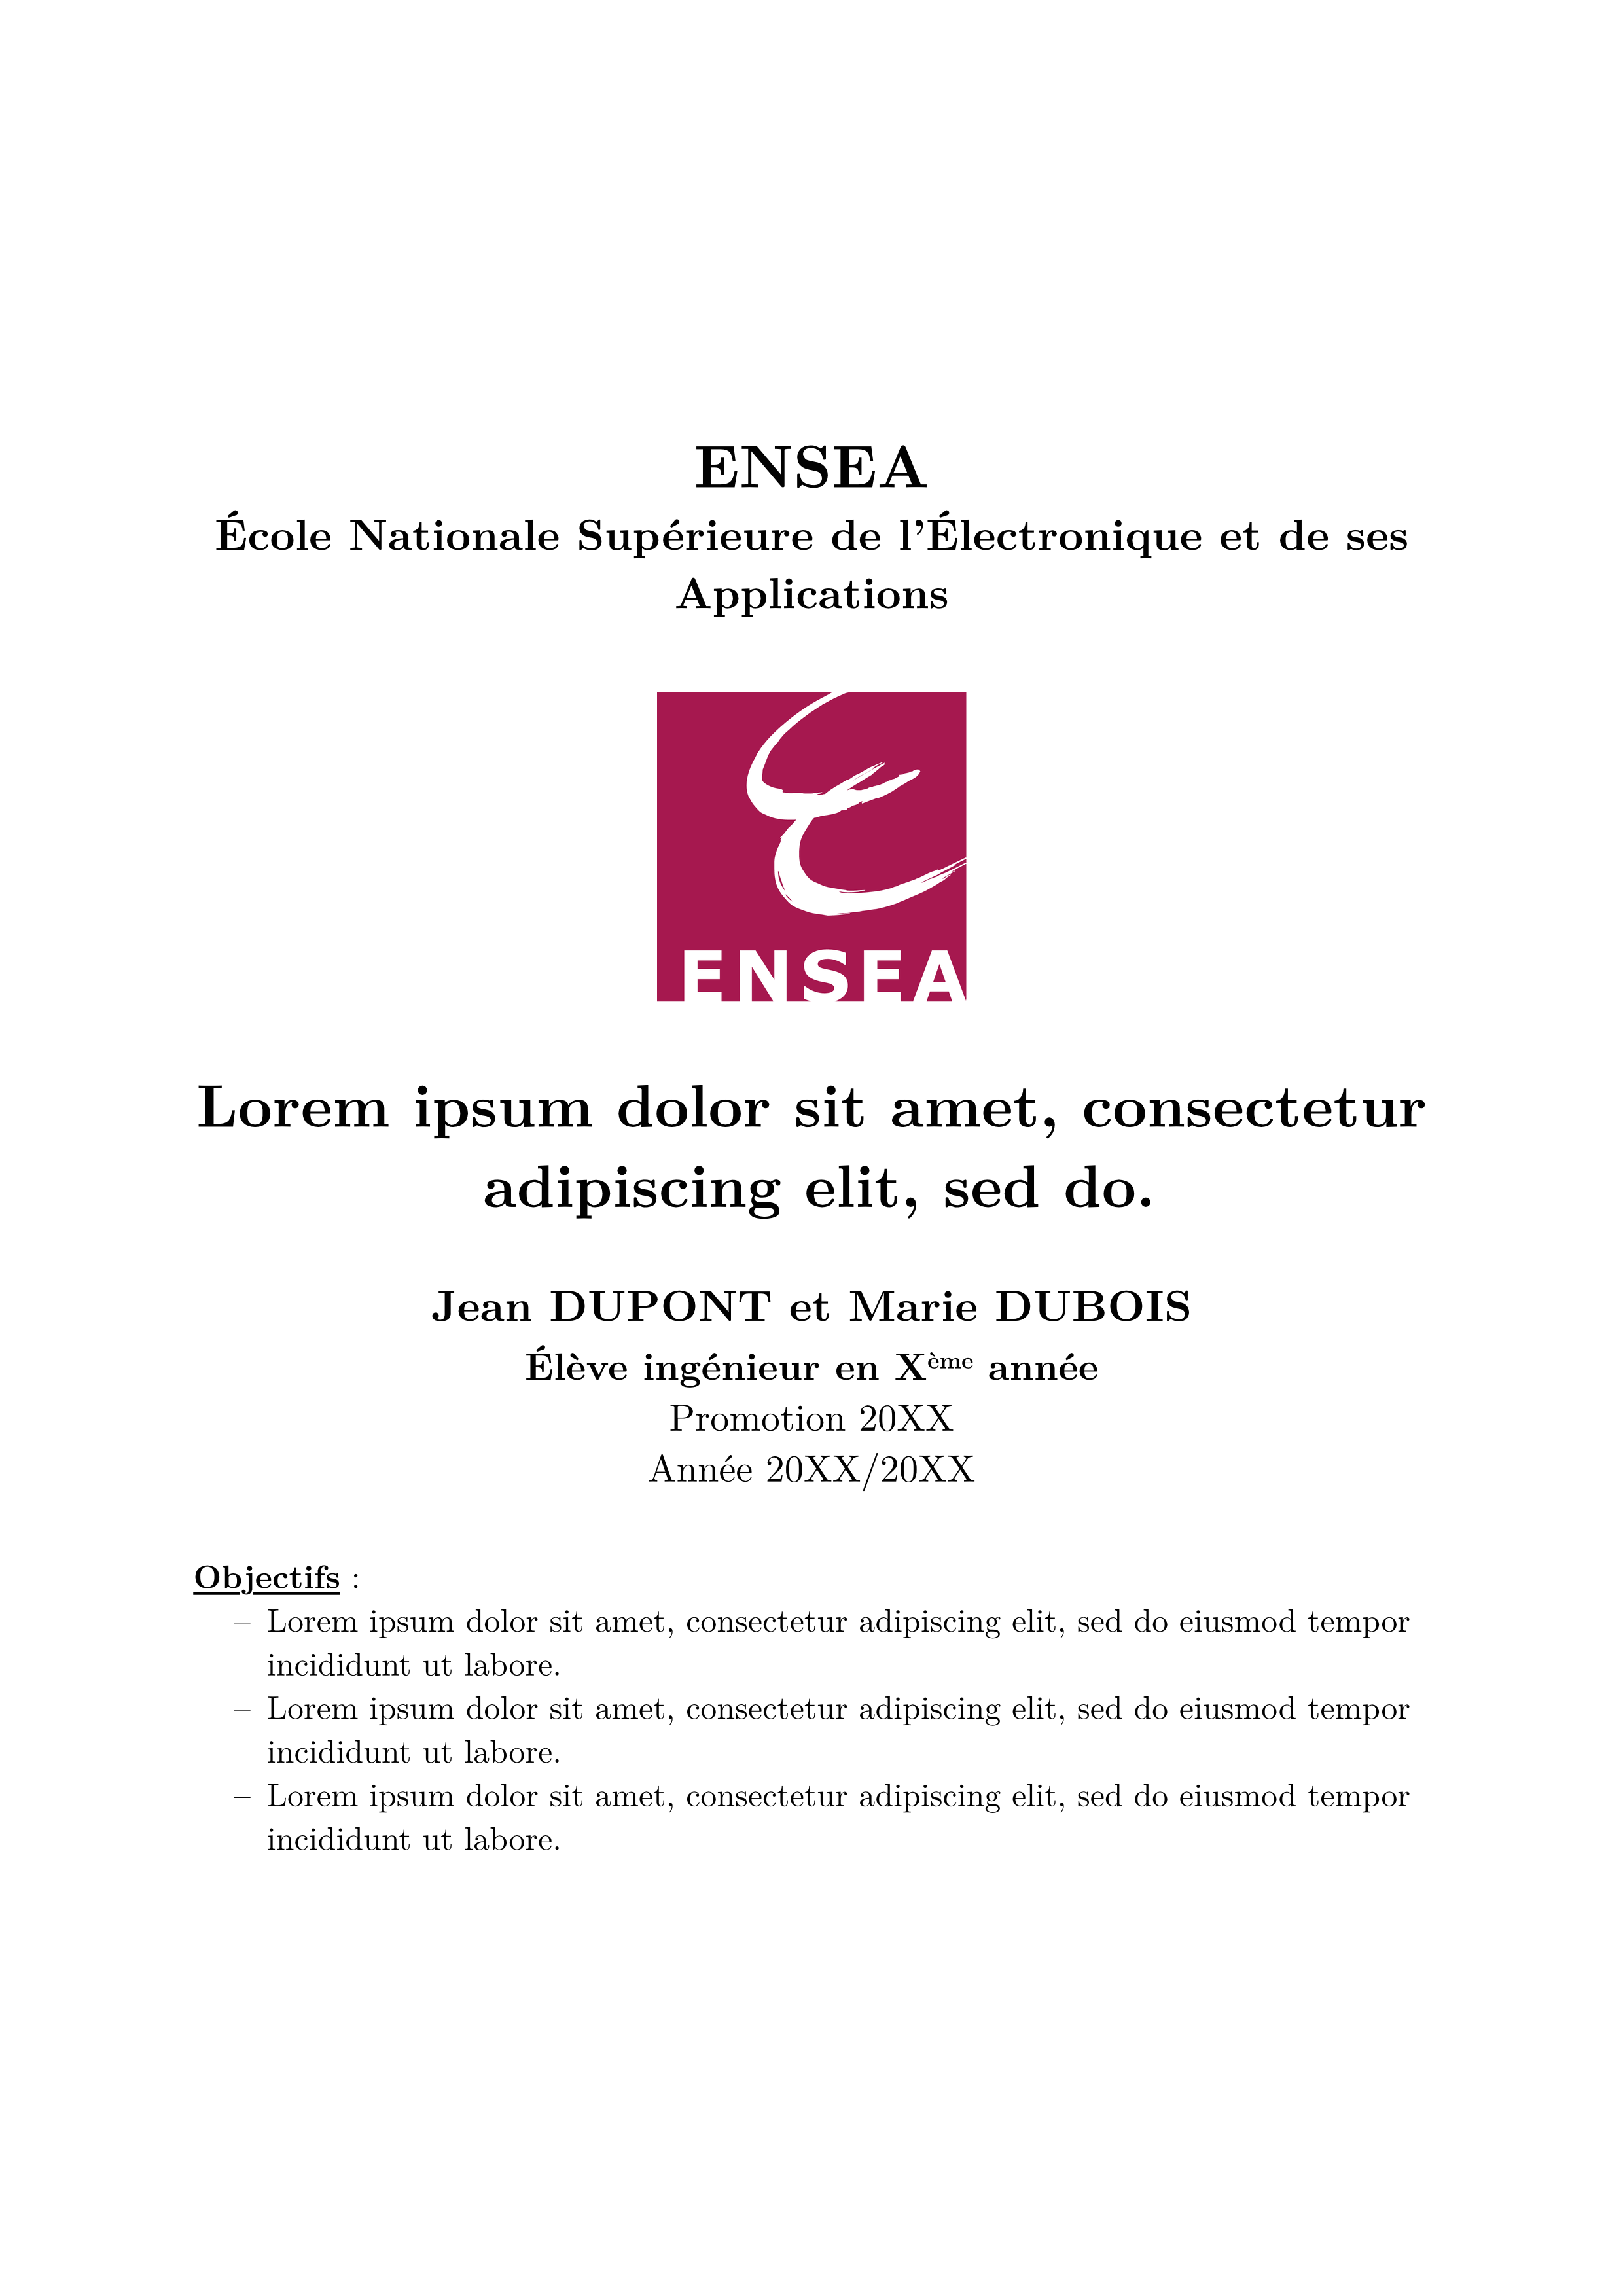 ENSEA
École Nationale Supérieure de l'Électronique et de ses
Applications
ENSEA
Lorem ipsum dolor sit amet, consectetur
adipiscing elit, sed do.
Jean DUPONT et Marie DUBOIS
Élève ingénieur en Xème année
Promotion 20XX
Année 20XX/20XX
Objectifs :
– Lorem ipsum dolor sit amet, consectetur adipiscing elit, sed do eiusmod tempor
incididunt ut labore.
– Lorem ipsum dolor sit amet, consectetur adipiscing elit, sed do eiusmod tempor
incididunt ut labore.
– Lorem ipsum dolor sit amet, consectetur adipiscing elit, sed do eiusmod tempor
incididunt ut labore.